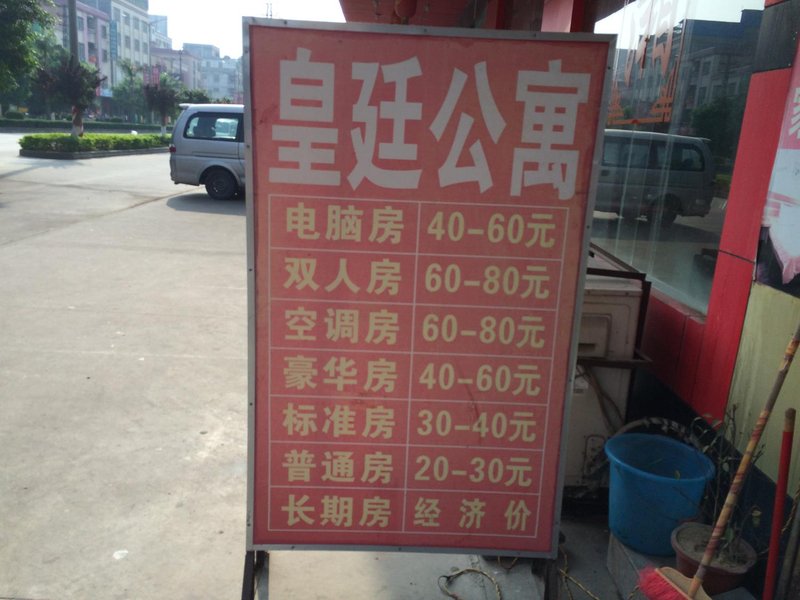 皇廷公寓
电脑房 40-60元
双人房 60-80元
空调房 60-80元
豪华房 40-60元
标准房 30-40元
普通房 20-30元
长期房 经济价